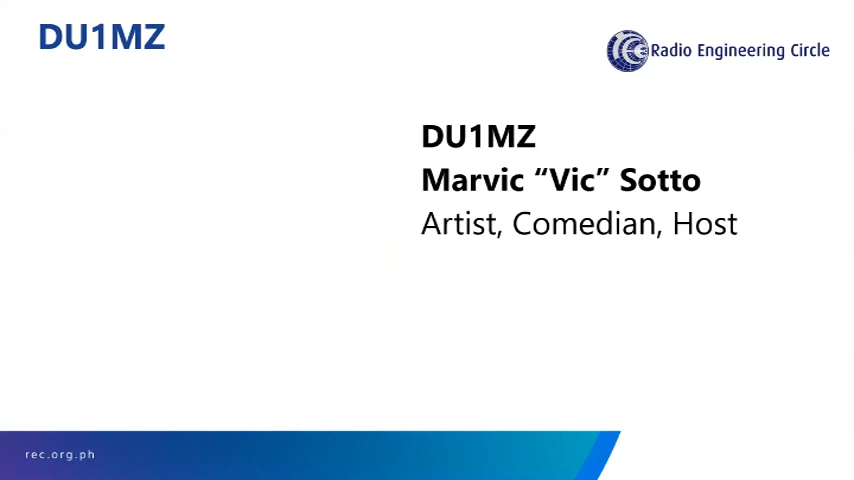 DU1MZ
Radio Engineering Circle
DU1MZ
Marvic “Vic” Sotto
Artist, Comedian, Host
rec.org.ph